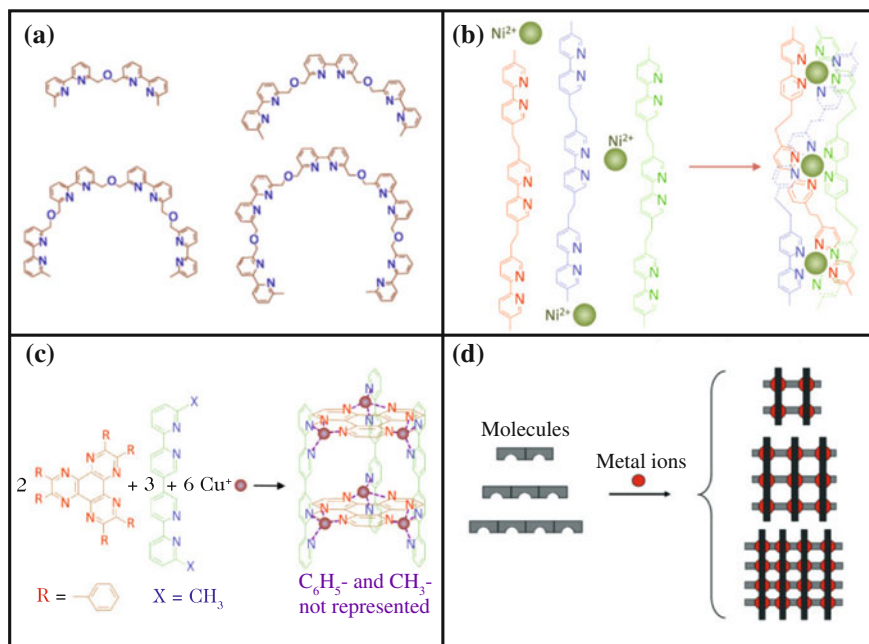 (a)
(b)
Ni²⁺
Ni²⁺
Ni²⁺
(c)
X
R R
R R
R R
N N
N N
N N
2 + 3 + 6 Cu⁺
X
R = X = CH₃
C₆H₅- and CH₃-
not represented
(d)
Molecules
Metal ions